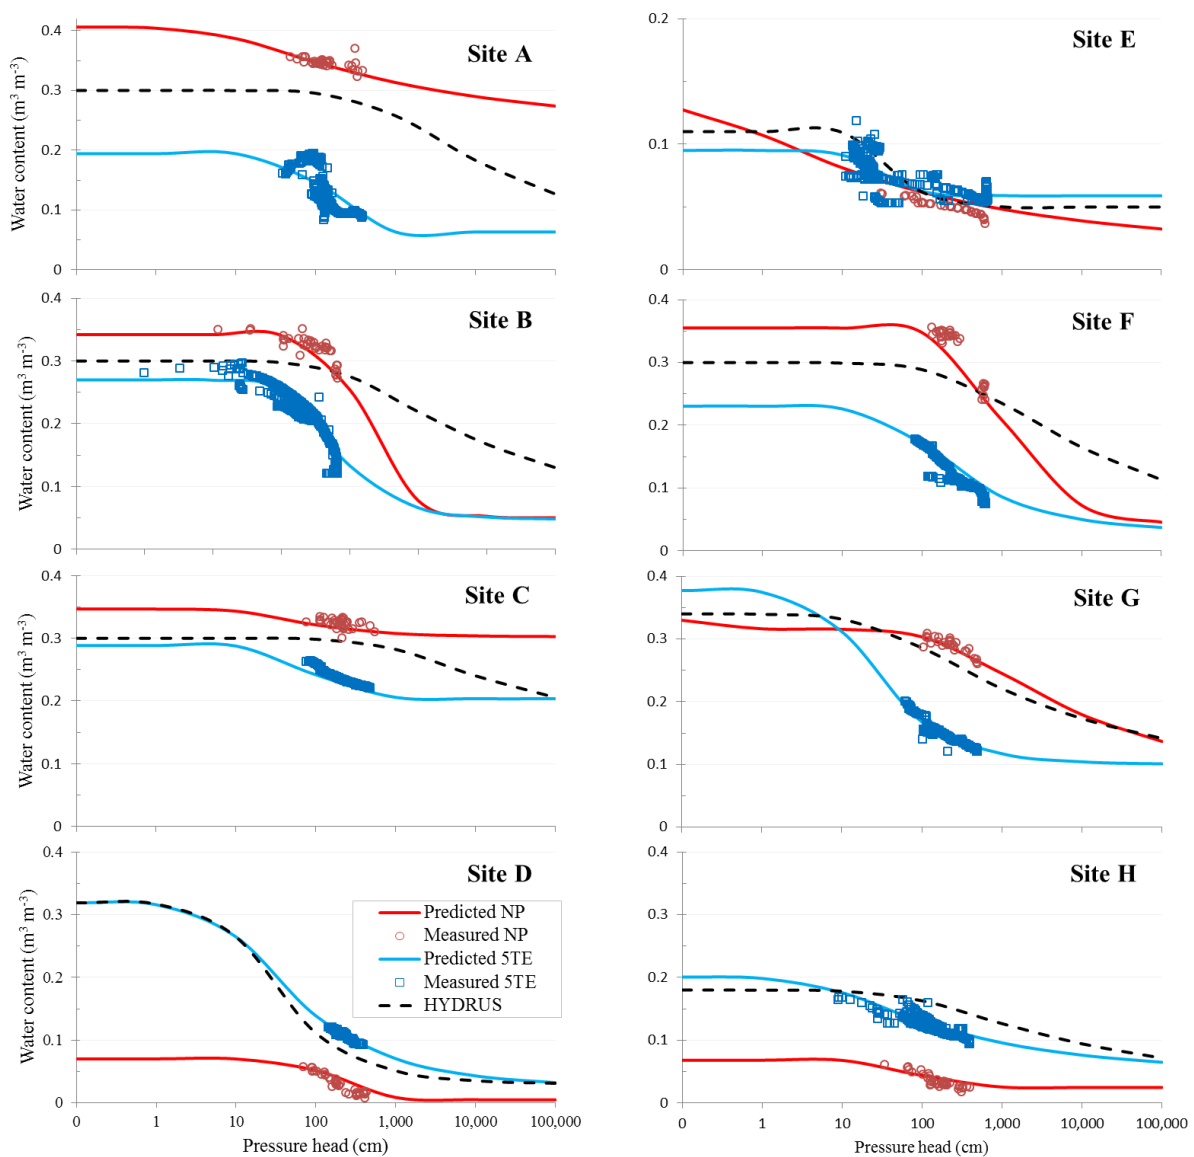 Site A
Water content (m³ m⁻³)
0.4
0.3
0.2
0.1
0
Site E
0.2
0.1
0
Site B
Water content (m³ m⁻³)
0.4
0.3
0.2
0.1
0
Site F
0.4
0.3
0.2
0.1
0
Site C
Water content (m³ m⁻³)
0.4
0.3
0.2
0.1
0
Site G
0.4
0.3
0.2
0.1
0
Site D
Water content (m³ m⁻³)
0.4
0.3
0.2
0.1
0
Predicted NP
Measured NP
Predicted 5TE
Measured 5TE
HYDRUS
0 1 10 100 1,000 10,000 100,000
Pressure head (cm)
Site H
0.4
0.3
0.2
0.1
0
0 1 10 100 1,000 10,000 100,000
Pressure head (cm)